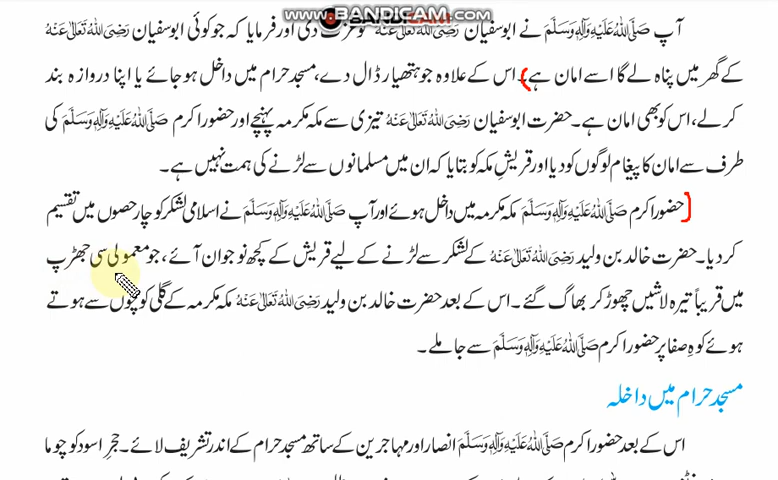 www.BANDICAM.com
آپ صَلَّی اللّٰہُ عَلَیْہِ وَاٰلِہٖ وَسَلَّم نے ابوسفیان رَضِیَ اللّٰہُ تَعَالٰی عَنْہُ کو عزت دی اور فرمایا کہ جو کوئی ابوسفیان رَضِیَ اللّٰہُ تَعَالٰی عَنْہُ
کے گھر میں پناہ لے گا اسے امان ہے۔ اس کے علاوہ جو ہتھیار ڈال دے، مسجد حرام میں داخل ہو جائے یا اپنا دروازہ بند
کر لے، اس کو بھی امان ہے۔ حضرت ابوسفیان رَضِیَ اللّٰہُ تَعَالٰی عَنْہُ تیزی سے مکہ مکرمہ پہنچے اور حضور اکرم صَلَّی اللّٰہُ عَلَیْہِ وَاٰلِہٖ وَسَلَّم کی
طرف سے امان کا پیغام لوگوں کو دیا اور قریشِ مکہ کو بتایا کہ ان میں مسلمانوں سے لڑنے کی ہمت نہیں ہے۔
حضور اکرم صَلَّی اللّٰہُ عَلَیْہِ وَاٰلِہٖ وَسَلَّم مکہ مکرمہ میں داخل ہوئے اور آپ صَلَّی اللّٰہُ عَلَیْہِ وَاٰلِہٖ وَسَلَّم نے اسلامی لشکر کو چار حصوں میں تقسیم
کر دیا۔ حضرت خالد بن ولید رَضِیَ اللّٰہُ تَعَالٰی عَنْہُ کے لشکر سے لڑنے کے لیے قریش کے کچھ نوجوان آئے، جو معمولی سی جھڑپ
میں قریباً تیرہ لاشیں چھوڑ کر بھاگ گئے۔ اس کے بعد حضرت خالد بن ولید رَضِیَ اللّٰہُ تَعَالٰی عَنْہُ مکہ مکرمہ کے گلی کوچوں سے ہوتے
ہوئے کوہِ صفا پر حضور اکرم صَلَّی اللّٰہُ عَلَیْہِ وَاٰلِہٖ وَسَلَّم سے جا ملے۔
مسجد حرام میں داخلہ
اس کے بعد حضور اکرم صَلَّی اللّٰہُ عَلَیْہِ وَاٰلِہٖ وَسَلَّم انصار اور مہاجرین کے ساتھ مسجد حرام کے اندر تشریف لائے۔ حجرِ اسود کو چوما